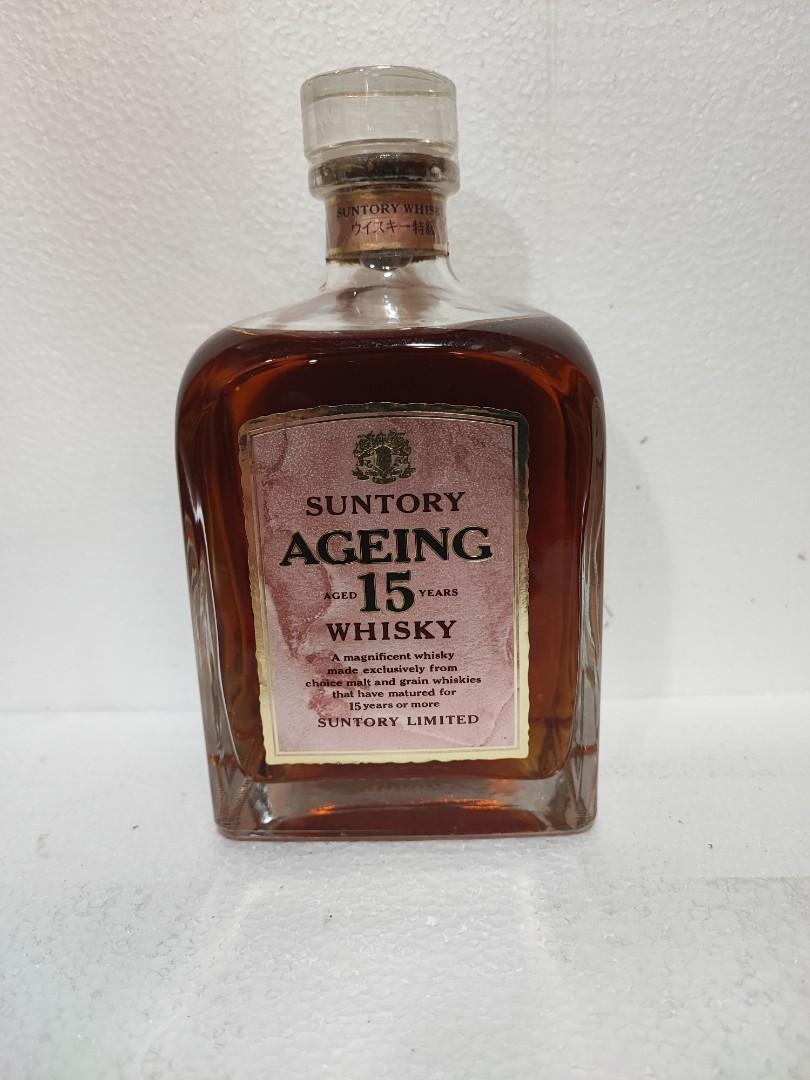 SUNTORY WHISK
ウイスキー特級
SUNTORY
AGEING
AGED 15 YEARS
WHISKY
A magnificent whisky
made exclusively from
choice malt and grain whiskies
that have matured for
15 years or more
SUNTORY LIMITED